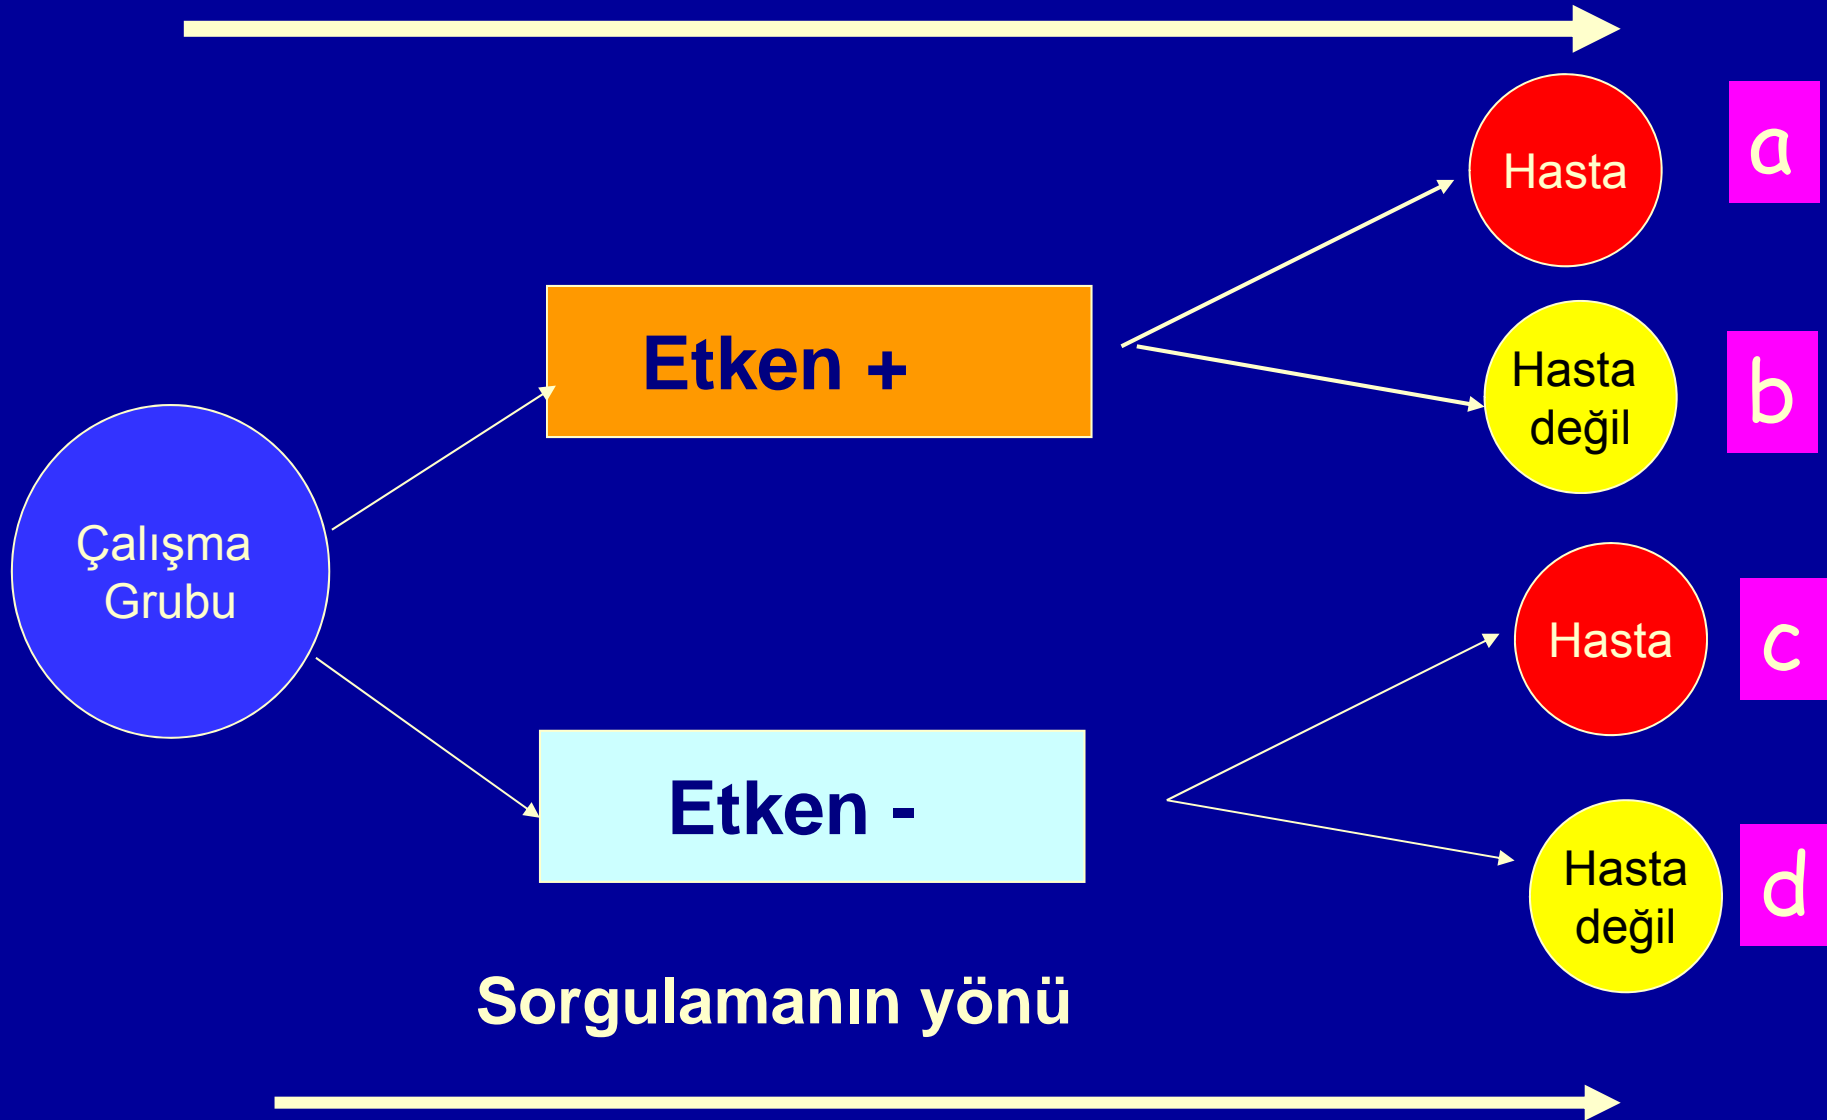 Hasta
a
Etken +
Hasta
değil
b
Çalışma
Grubu
Hasta
c
Etken -
Hasta
değil
d
Sorgulamanın yönü